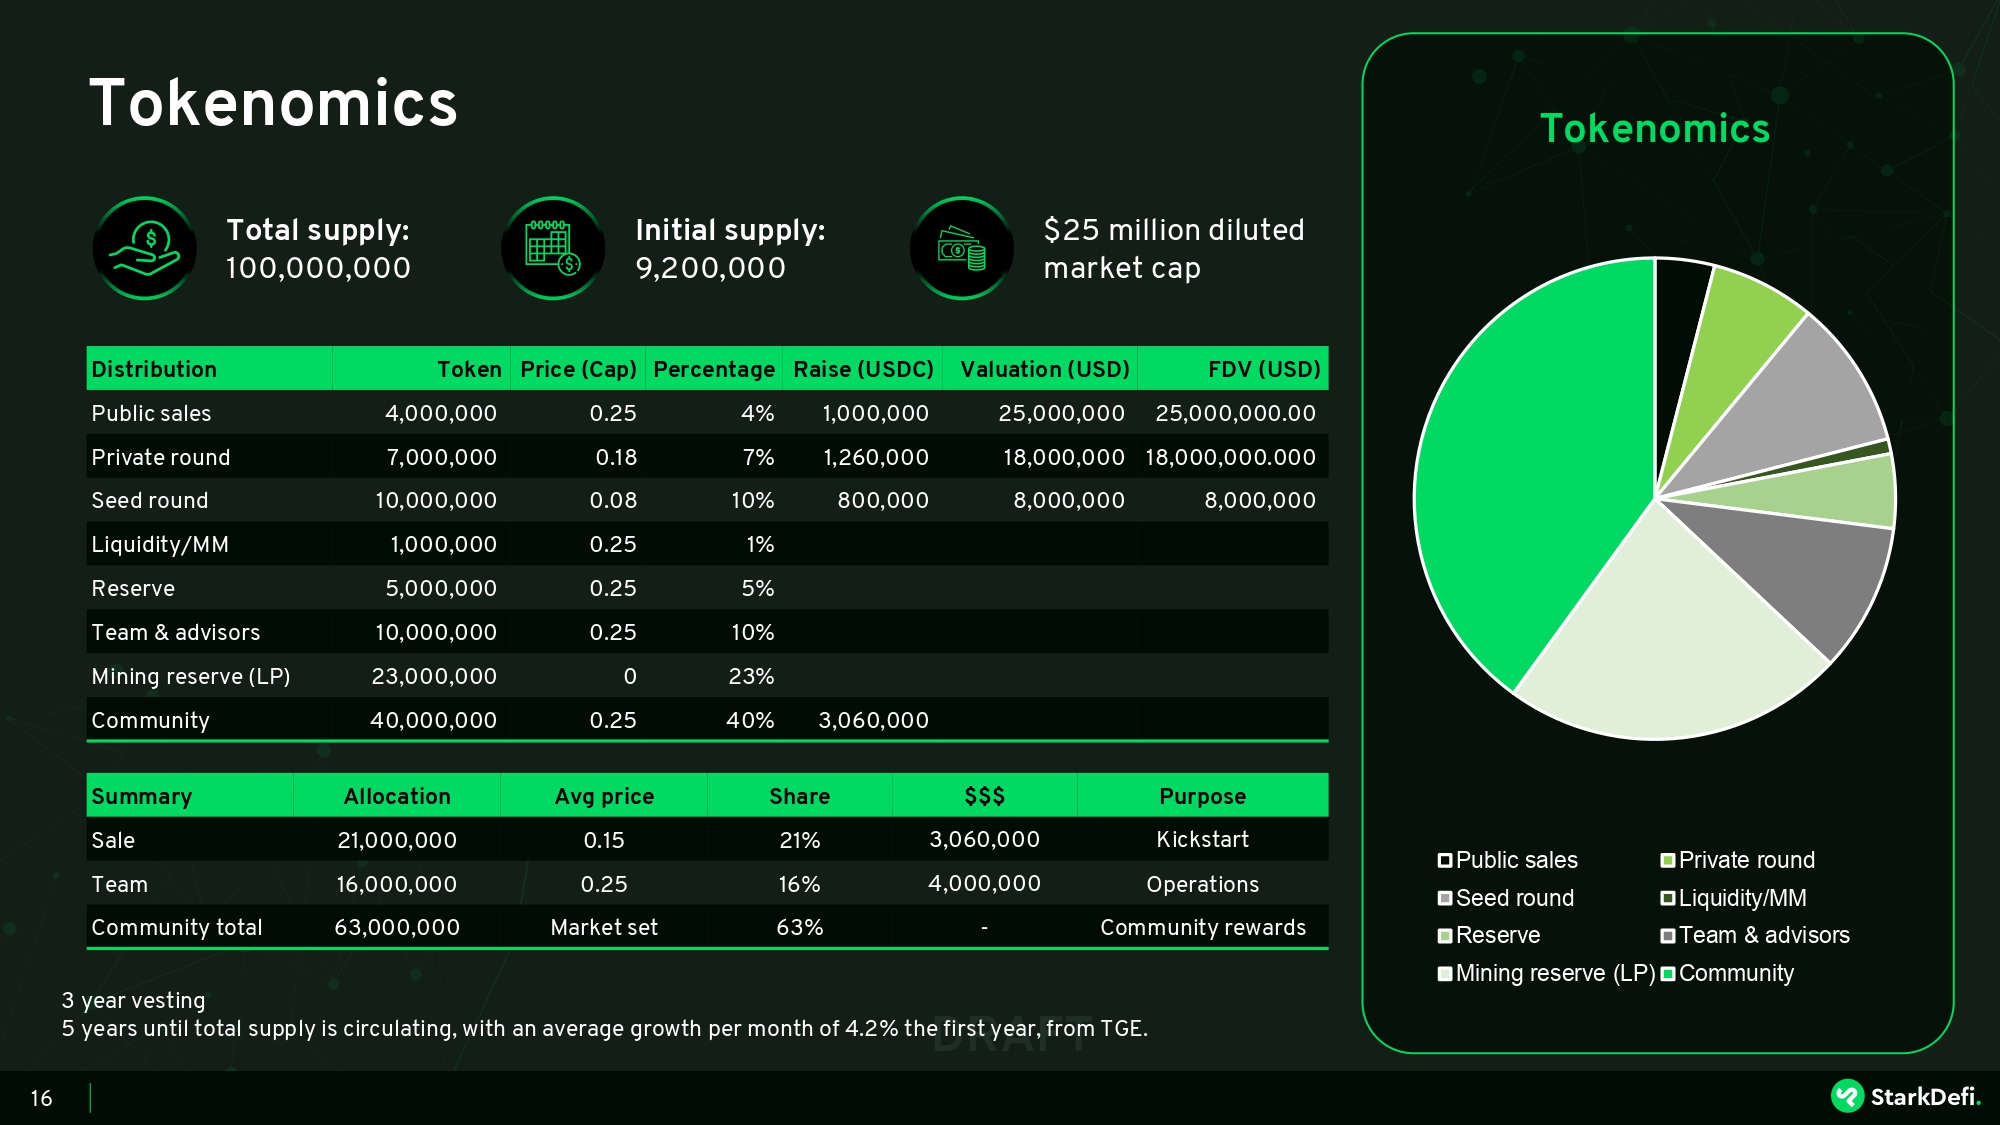 Tokenomics
Total supply:
100,000,000
Initial supply:
9,200,000
$25 million diluted
market cap
Distribution Token Price (Cap) Percentage Raise (USDC) Valuation (USD) FDV (USD)
Public sales 4,000,000 0.25 4% 1,000,000 25,000,000 25,000,000.00
Private round 7,000,000 0.18 7% 1,260,000 18,000,000 18,000,000.000
Seed round 10,000,000 0.08 10% 800,000 8,000,000 8,000,000
Liquidity/MM 1,000,000 0.25 1%
Reserve 5,000,000 0.25 5%
Team & advisors 10,000,000 0.25 10%
Mining reserve (LP) 23,000,000 0 23%
Community 40,000,000 0.25 40% 3,060,000
Summary Allocation Avg price Share $$$ Purpose
Sale 21,000,000 0.15 21% 3,060,000 Kickstart
Team 16,000,000 0.25 16% 4,000,000 Operations
Community total 63,000,000 Market set 63% - Community rewards
3 year vesting
5 years until total supply is circulating, with an average growth per month of 4.2% the first year, from TGE.
DRAFT
Tokenomics
Public sales Private round
Seed round Liquidity/MM
Reserve Team & advisors
Mining reserve (LP) Community
16
StarkDefi.